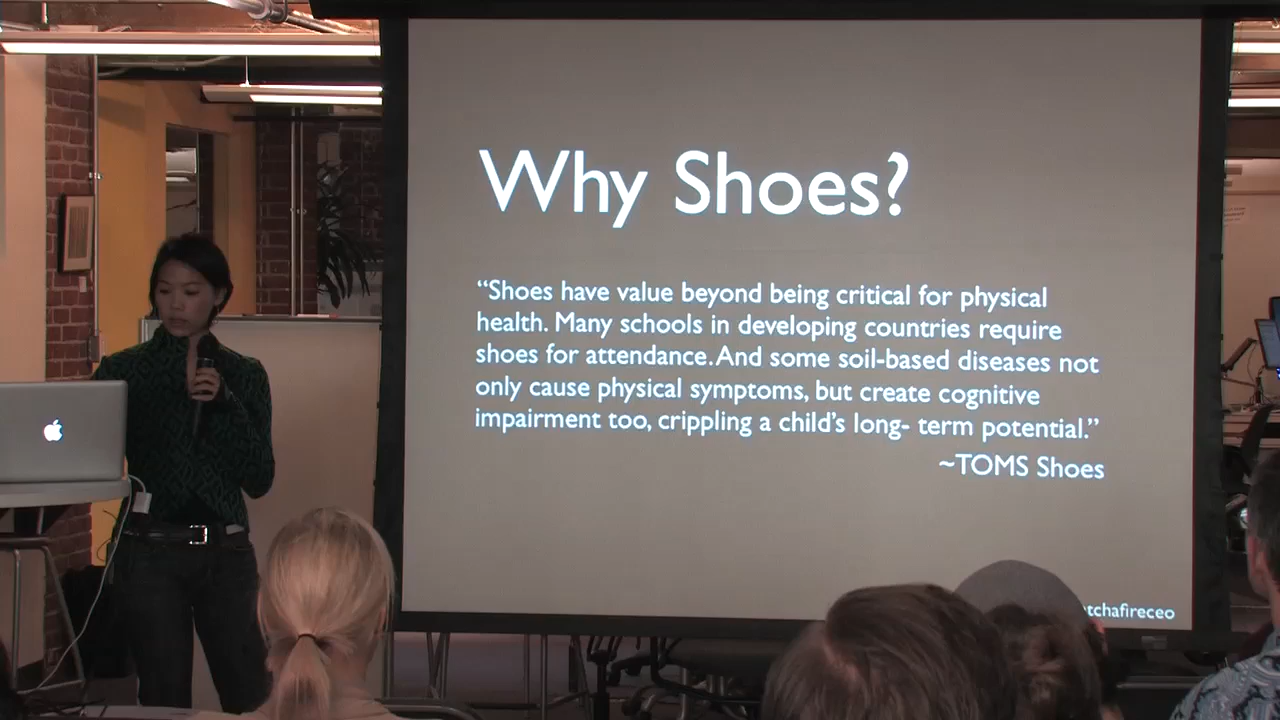 Why Shoes?
“Shoes have value beyond being critical for physical
health. Many schools in developing countries require
shoes for attendance. And some soil-based diseases not
only cause physical symptoms, but create cognitive
impairment too, crippling a child’s long- term potential.”
~TOMS Shoes
tchafireceo